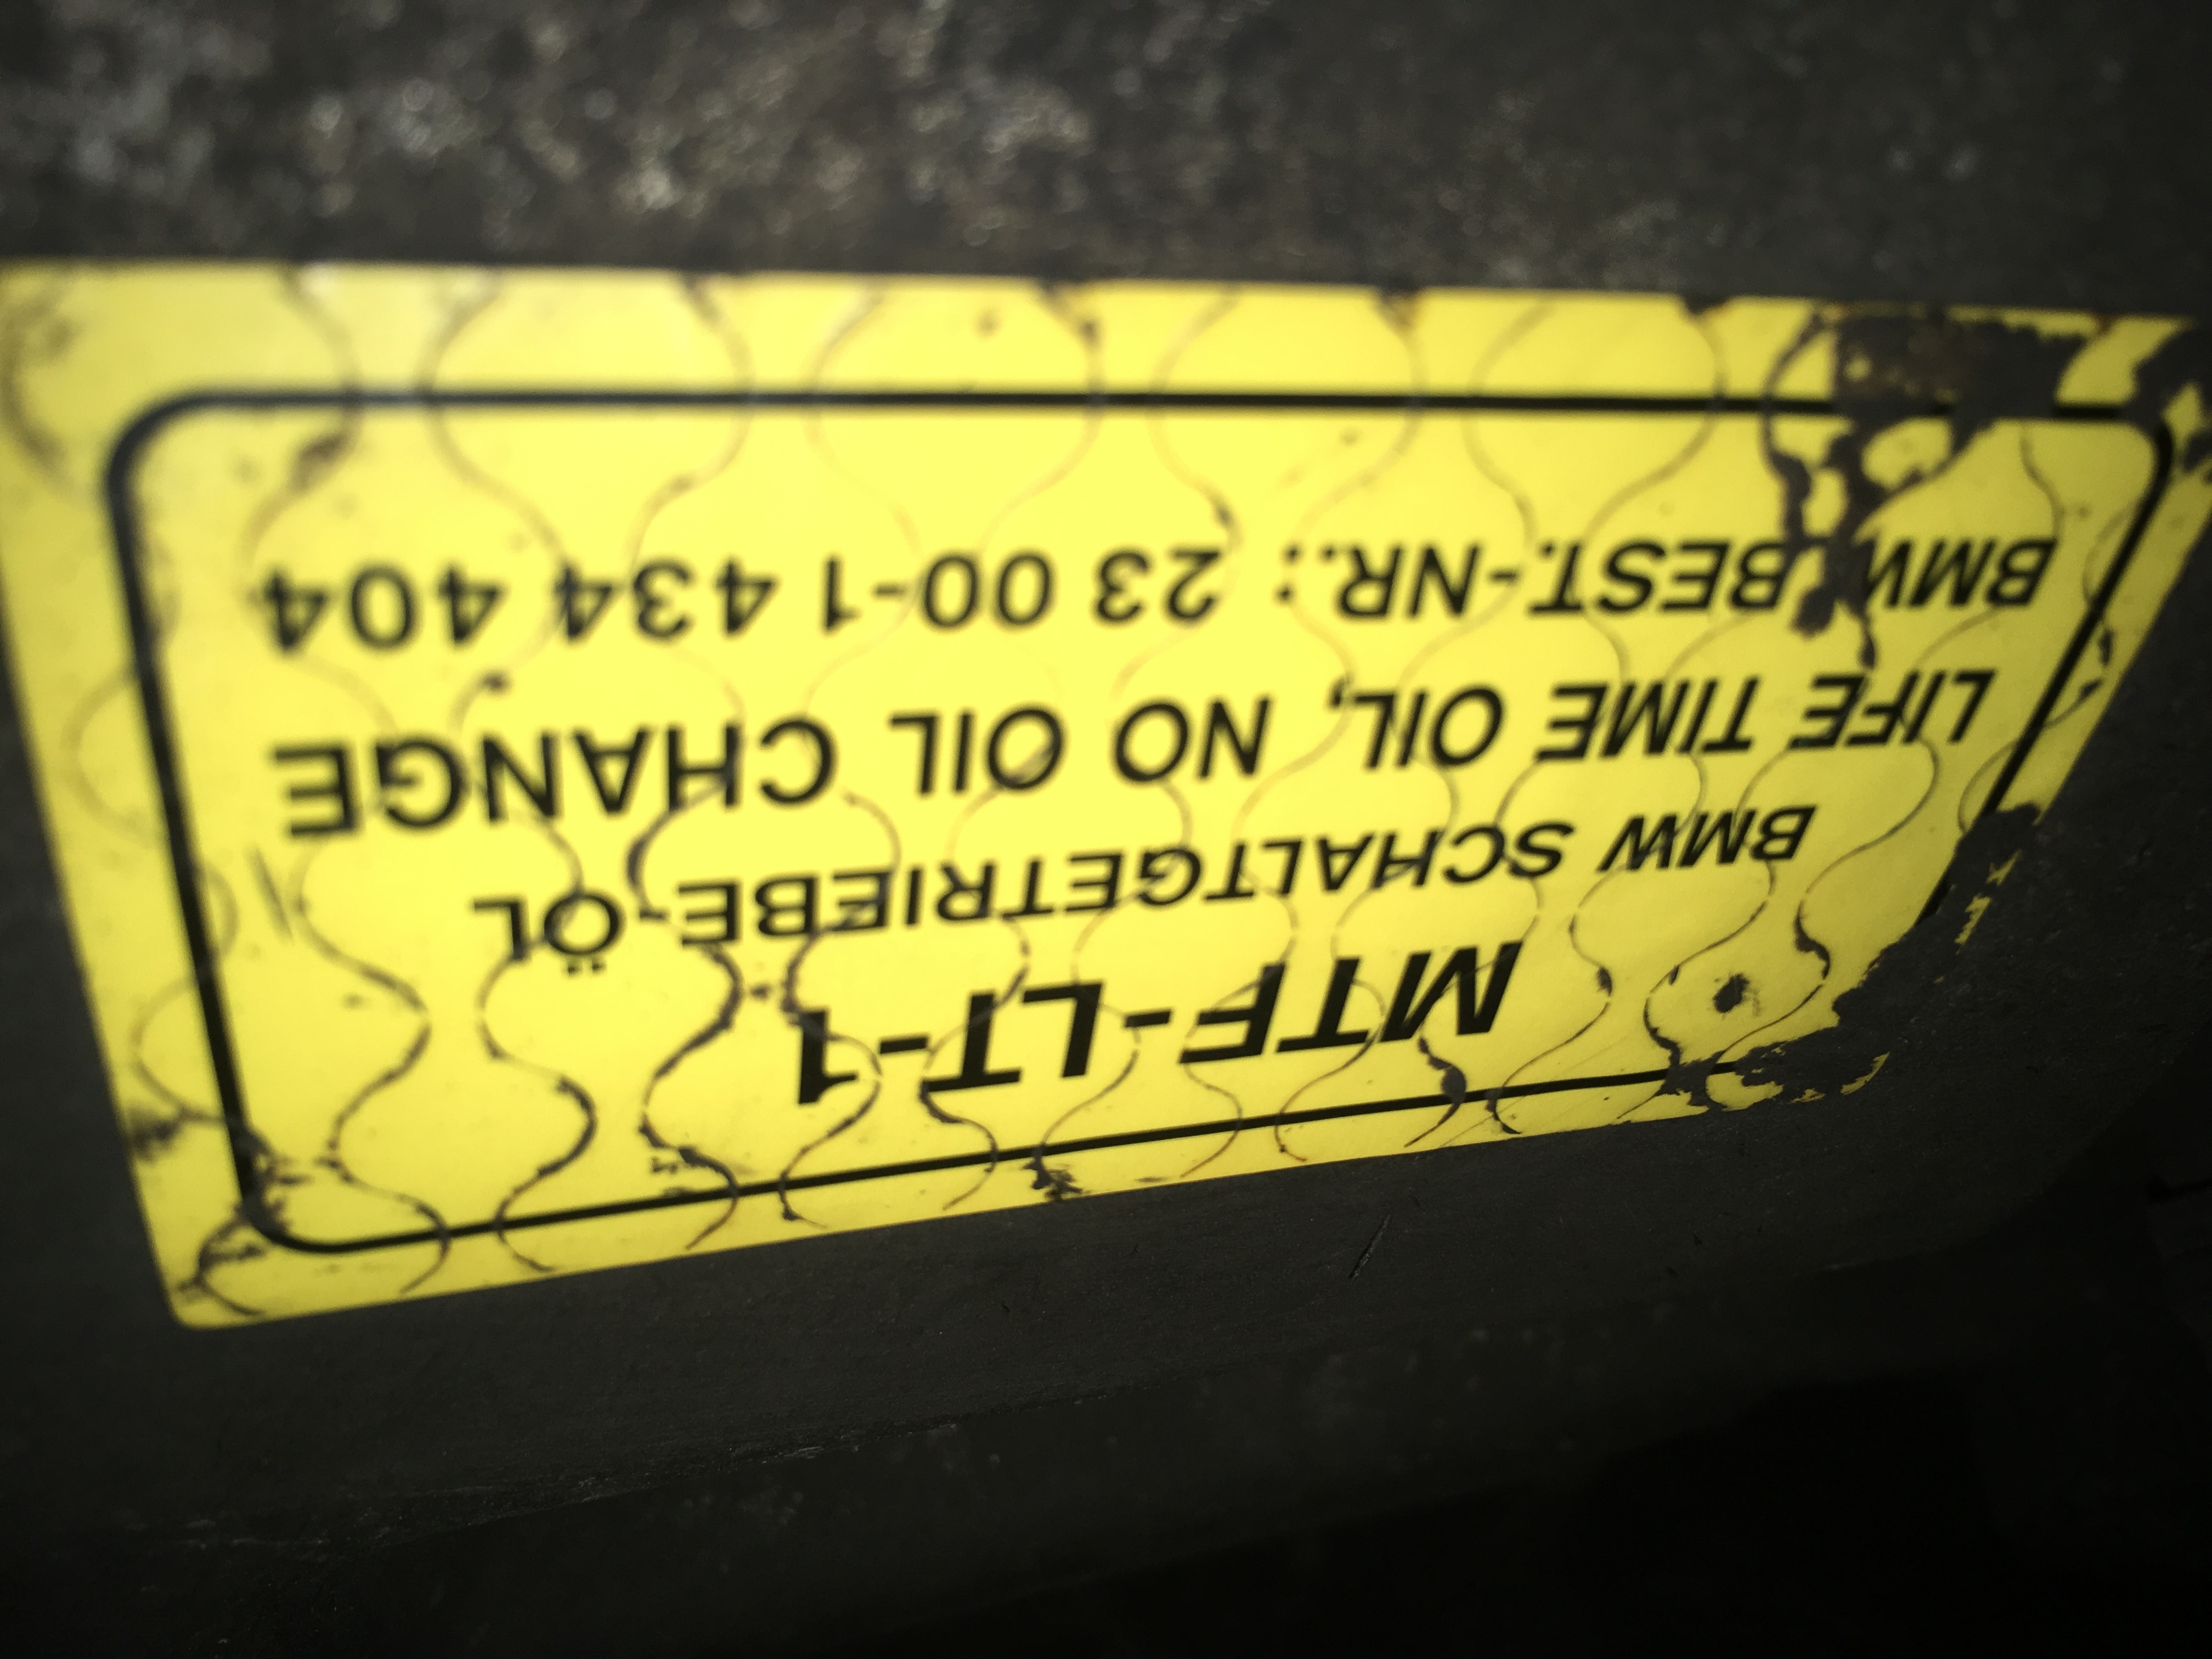 MTF-LT-1
BMW SCHALTGETRIEBE-ÖL
LIFE TIME OIL, NO OIL CHANGE
BMW BEST.-NR.: 23 00-1 434 404